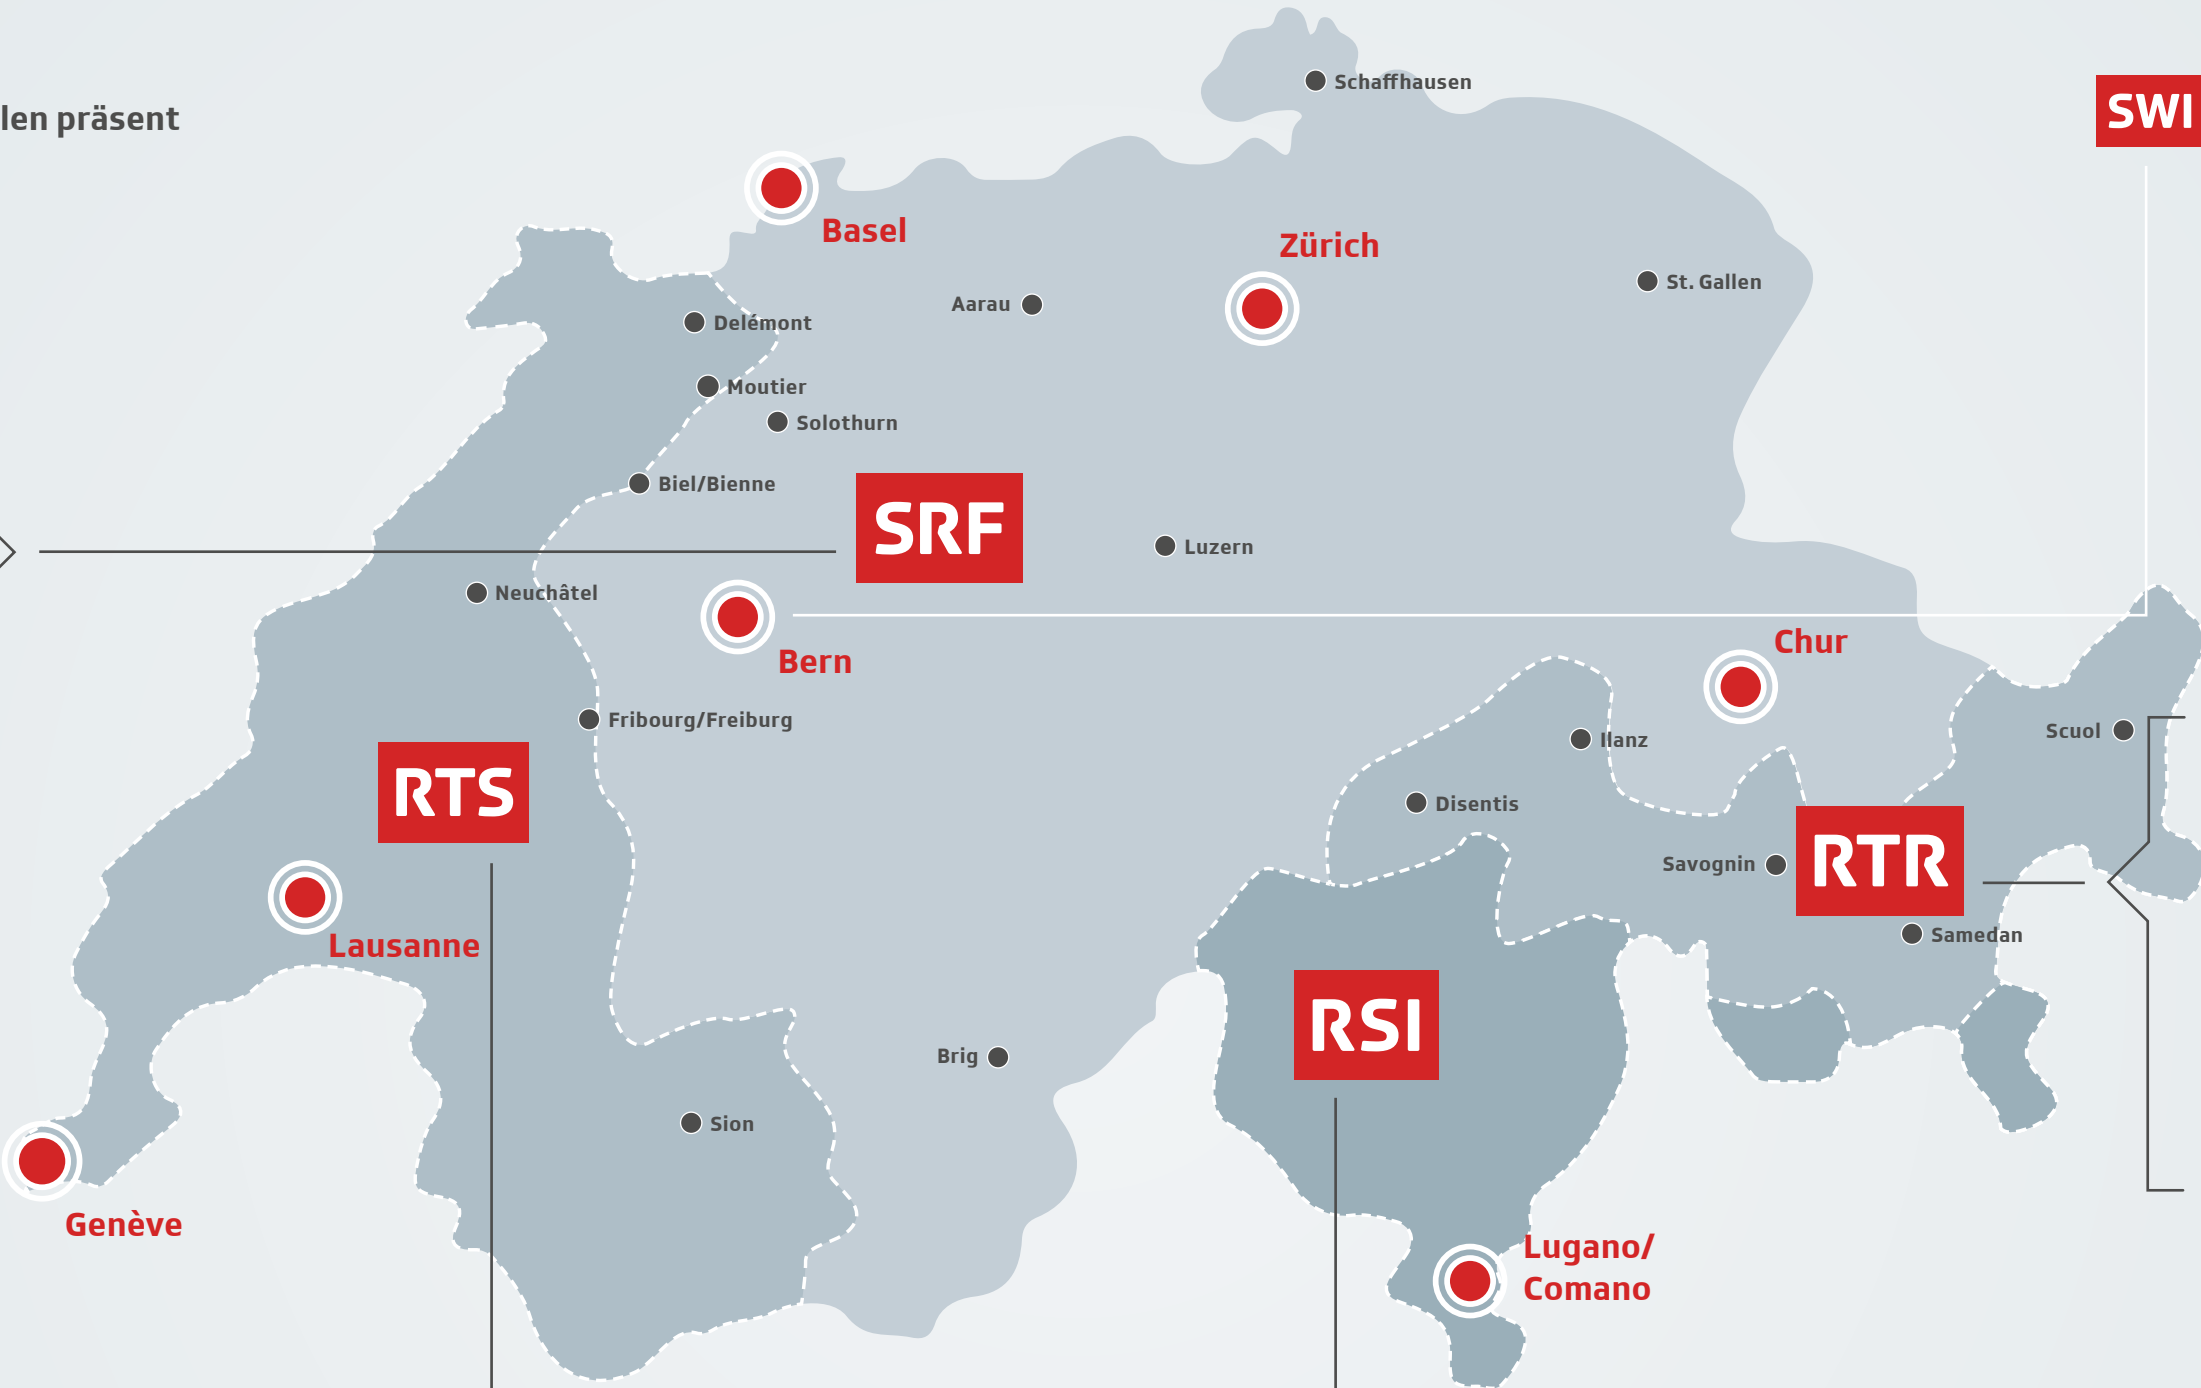 len präsent
Schaffhausen
SWI
Basel
Zürich
St. Gallen
Aarau
Delémont
Moutier
Solothurn
Biel/Bienne
SRF
Luzern
Neuchâtel
Bern
Chur
Fribourg/Freiburg
Scuol
Ilanz
RTS
Disentis
Savognin
RTR
Lausanne
Samedan
RSI
Brig
Sion
Genève
Lugano/
Comano